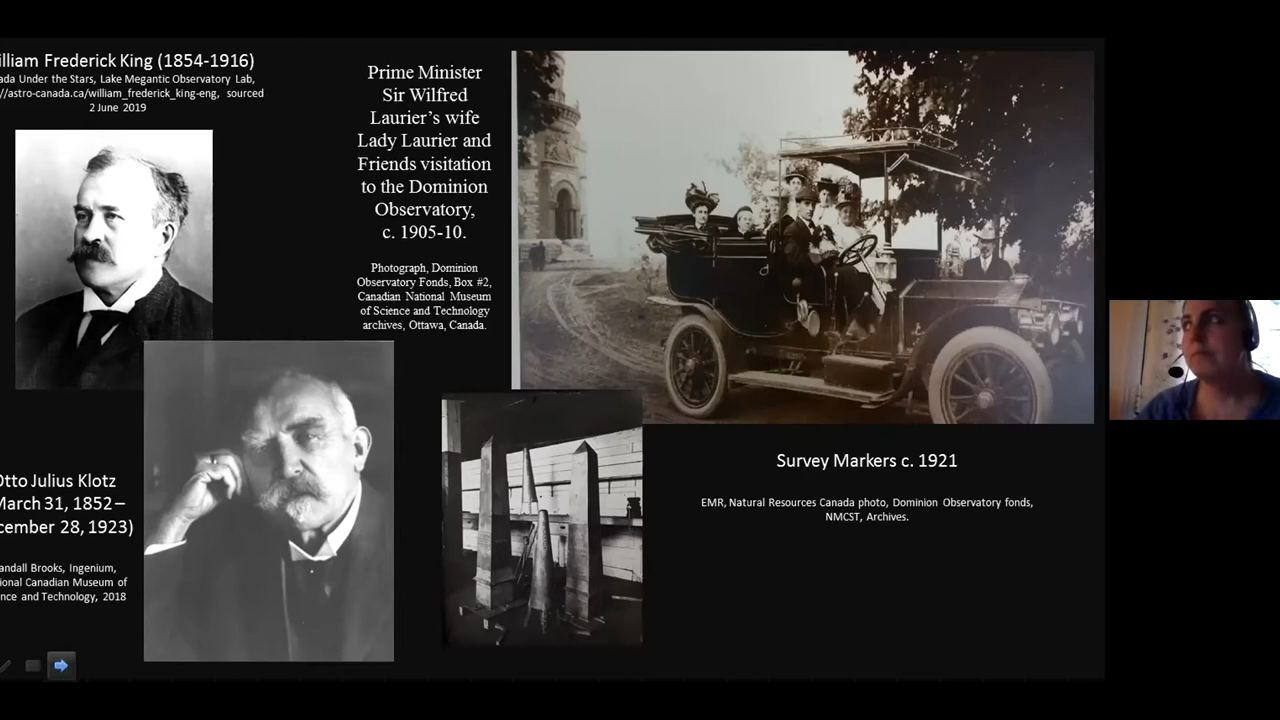 illiam Frederick King (1854-1916)
ada Under the Stars, Lake Megantic Observatory Lab,
//astro-canada.ca/william_frederick_king-eng, sourced
2 June 2019
Prime Minister
Sir Wilfred
Laurier’s wife
Lady Laurier and
Friends visitation
to the Dominion
Observatory,
c. 1905-10.
Photograph, Dominion
Observatory Fonds, Box #2,
Canadian National Museum
of Science and Technology
archives, Ottawa, Canada.
Otto Julius Klotz
March 31, 1852 –
cember 28, 1923)
andall Brooks, Ingenium,
ional Canadian Museum of
nce and Technology, 2018
Survey Markers c. 1921
EMR, Natural Resources Canada photo, Dominion Observatory fonds,
NMCST, Archives.